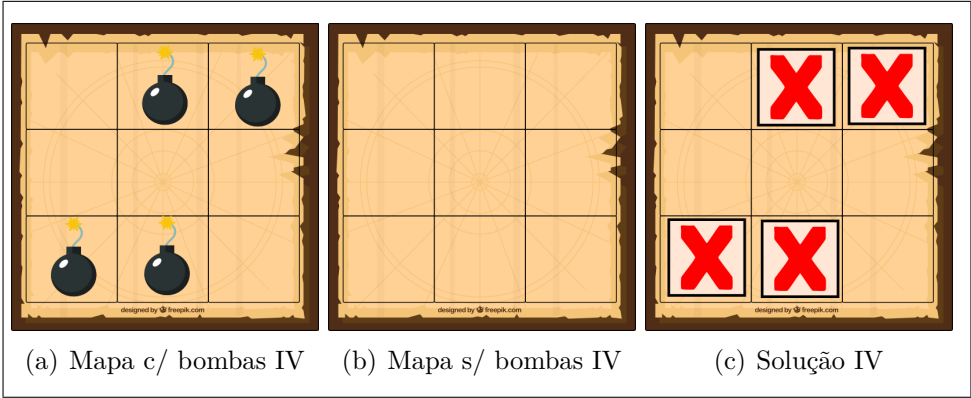 X X
X X
designed by freepik.com designed by freepik.com designed by freepik.com
(a) Mapa c/ bombas IV (b) Mapa s/ bombas IV (c) Solução IV